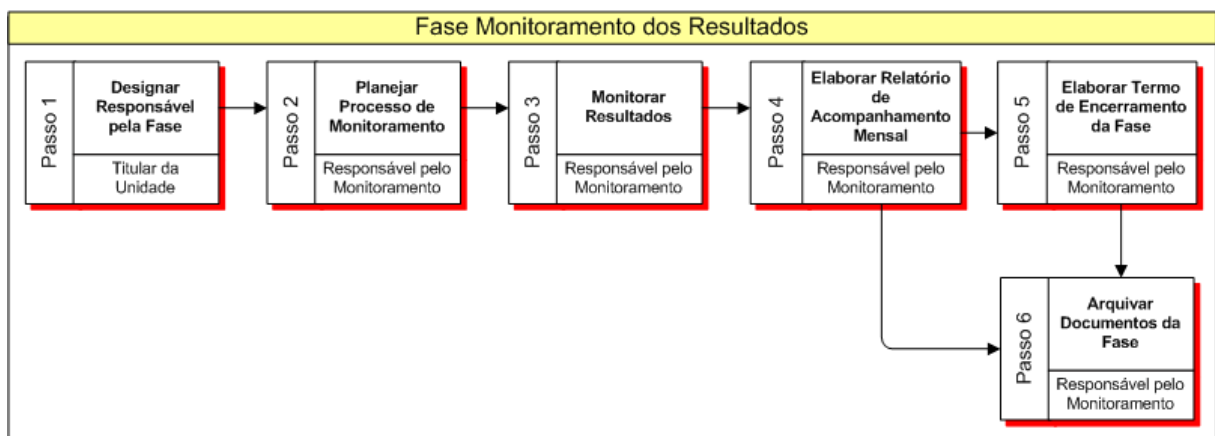 Fase Monitoramento dos Resultados
Passo 1
Designar
Responsável
pela Fase
Titular da
Unidade
Passo 2
Planejar
Processo de
Monitoramento
Responsável pelo
Monitoramento
Passo 3
Monitorar
Resultados
Responsável pelo
Monitoramento
Passo 4
Elaborar Relatório
de
Acompanhamento
Mensal
Responsável pelo
Monitoramento
Passo 5
Elaborar Termo
de Encerramento
da Fase
Responsável pelo
Monitoramento
Passo 6
Arquivar
Documentos da
Fase
Responsável pelo
Monitoramento